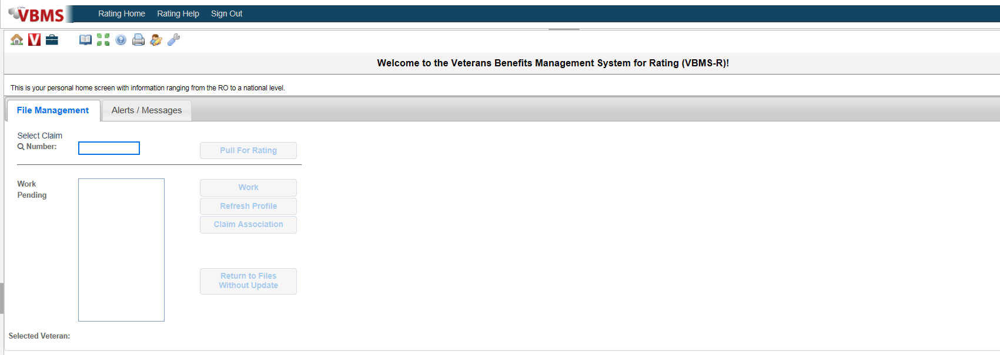 VBMS
Rating Home Rating Help Sign Out
V
Welcome to the Veterans Benefits Management System for Rating (VBMS-R)!
This is your personal home screen with information ranging from the RO to a national level.
File Management Alerts / Messages
Select Claim
Number:
Pull For Rating
Work
Pending
Work
Refresh Profile
Claim Association
Return to Files
Without Update
Selected Veteran: